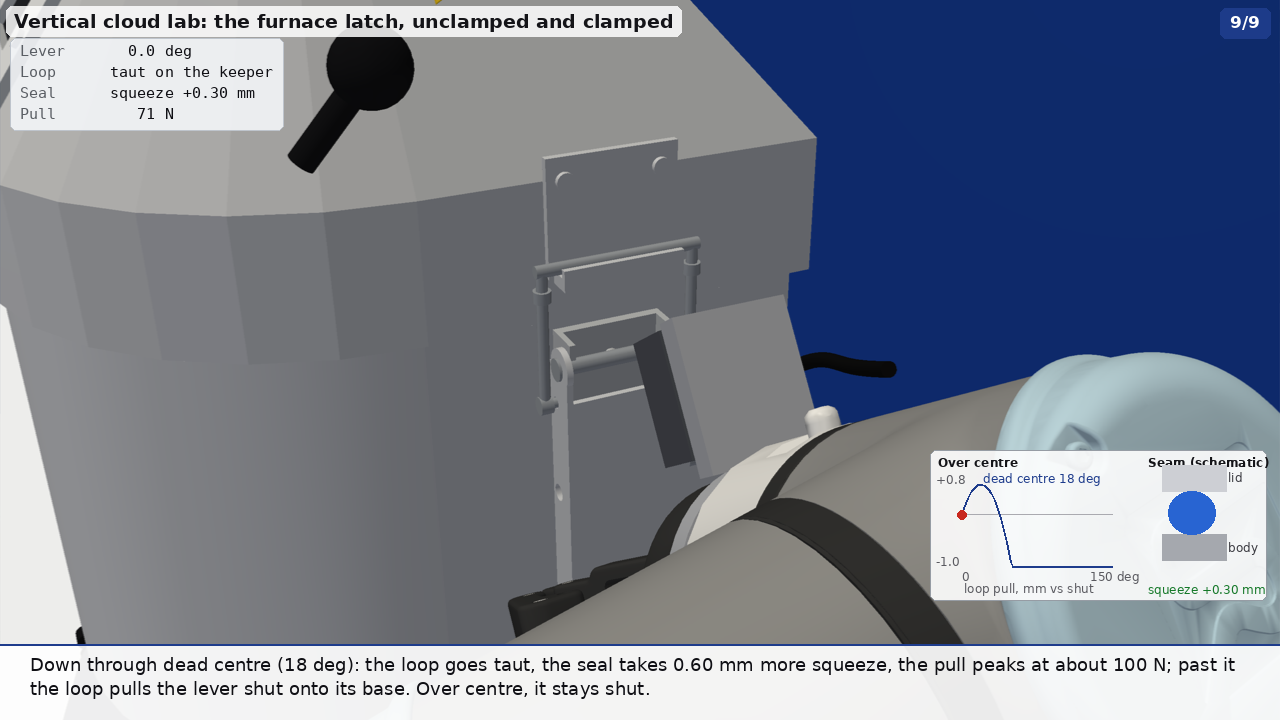 Vertical cloud lab: the furnace latch, unclamped and clamped
9/9
Lever 0.0 deg
Loop taut on the keeper
Seal squeeze +0.30 mm
Pull 71 N
Over centre
+0.8
dead centre 18 deg
-1.0
0
150 deg
loop pull, mm vs shut
Seam (schematic)
lid
body
squeeze +0.30 mm
Down through dead centre (18 deg): the loop goes taut, the seal takes 0.60 mm more squeeze, the pull peaks at about 100 N; past it
the loop pulls the lever shut onto its base. Over centre, it stays shut.